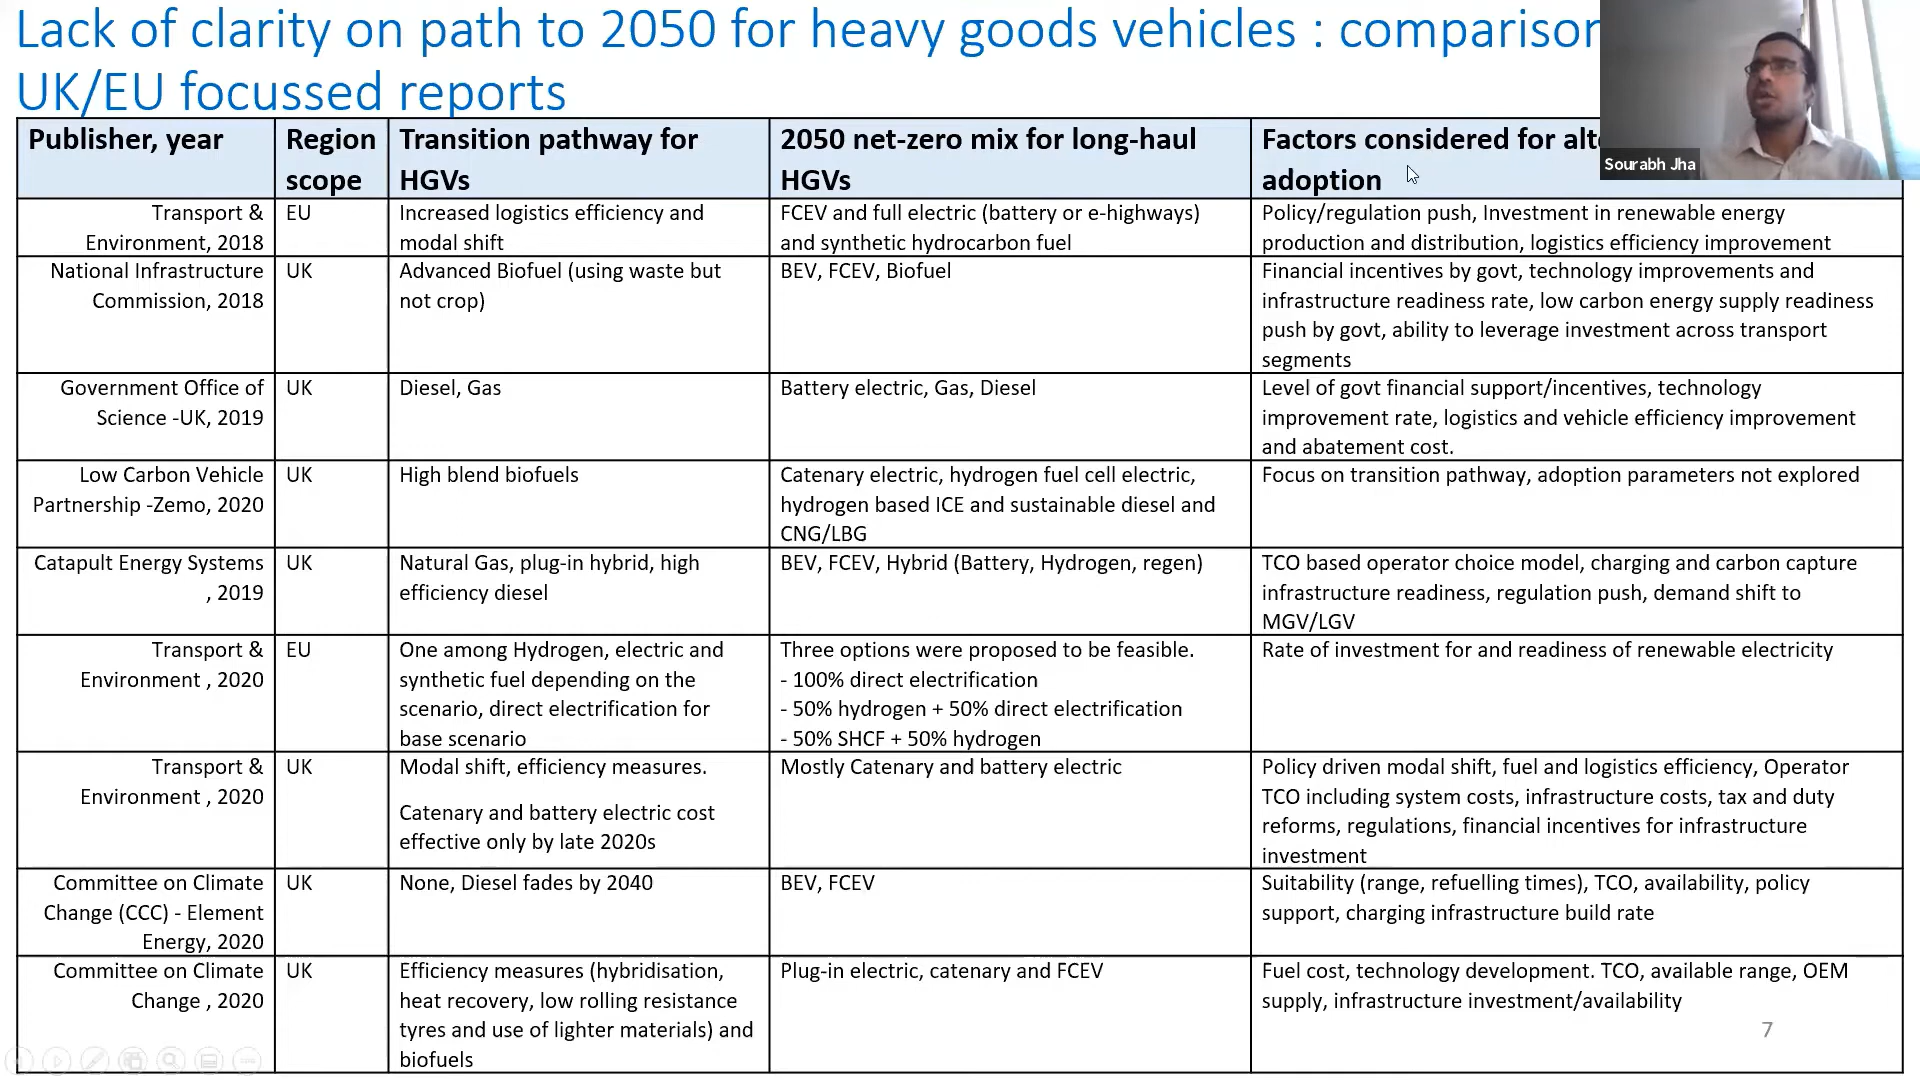 Lack of clarity on path to 2050 for heavy goods vehicles : comparison
UK/EU focussed reports
Sourabh Jha
Publisher, year
Region
scope
Transition pathway for
HGVs
2050 net-zero mix for long-haul
HGVs
Factors considered for
adoption
Transport &
Environment, 2018
EU
Increased logistics efficiency and
modal shift
FCEV and full electric (battery or e-highways)
and synthetic hydrocarbon fuel
Policy/regulation push, Investment in renewable energy
production and distribution, logistics efficiency improvement
National Infrastructure
Commission, 2018
UK
Advanced Biofuel (using waste but
not crop)
BEV, FCEV, Biofuel
Financial incentives by govt, technology improvements and
infrastructure readiness rate, low carbon energy supply readiness
push by govt, ability to leverage investment across transport
segments
Government Office of
Science -UK, 2019
UK
Diesel, Gas
Battery electric, Gas, Diesel
Level of govt financial support/incentives, technology
improvement rate, logistics and vehicle efficiency improvement
and abatement cost.
Low Carbon Vehicle
Partnership -Zemo, 2020
UK
High blend biofuels
Catenary electric, hydrogen fuel cell electric,
hydrogen based ICE and sustainable diesel and
CNG/LBG
Focus on transition pathway, adoption parameters not explored
Catapult Energy Systems
, 2019
UK
Natural Gas, plug-in hybrid, high
efficiency diesel
BEV, FCEV, Hybrid (Battery, Hydrogen, regen)
TCO based operator choice model, charging and carbon capture
infrastructure readiness, regulation push, demand shift to
MGV/LGV
Transport &
Environment , 2020
EU
One among Hydrogen, electric and
synthetic fuel depending on the
scenario, direct electrification for
base scenario
Three options were proposed to be feasible.
- 100% direct electrification
- 50% hydrogen + 50% direct electrification
- 50% SHCF + 50% hydrogen
Rate of investment for and readiness of renewable electricity
Transport &
Environment , 2020
UK
Modal shift, efficiency measures.
Catenary and battery electric cost
effective only by late 2020s
Mostly Catenary and battery electric
Policy driven modal shift, fuel and logistics efficiency, Operator
TCO including system costs, infrastructure costs, tax and duty
reforms, regulations, financial incentives for infrastructure
investment
Committee on Climate
Change (CCC) - Element
Energy, 2020
UK
None, Diesel fades by 2040
BEV, FCEV
Suitability (range, refuelling times), TCO, availability, policy
support, charging infrastructure build rate
Committee on Climate
Change , 2020
UK
Efficiency measures (hybridisation,
heat recovery, low rolling resistance
tyres and use of lighter materials) and
biofuels
Plug-in electric, catenary and FCEV
Fuel cost, technology development. TCO, available range, OEM
supply, infrastructure investment/availability
7